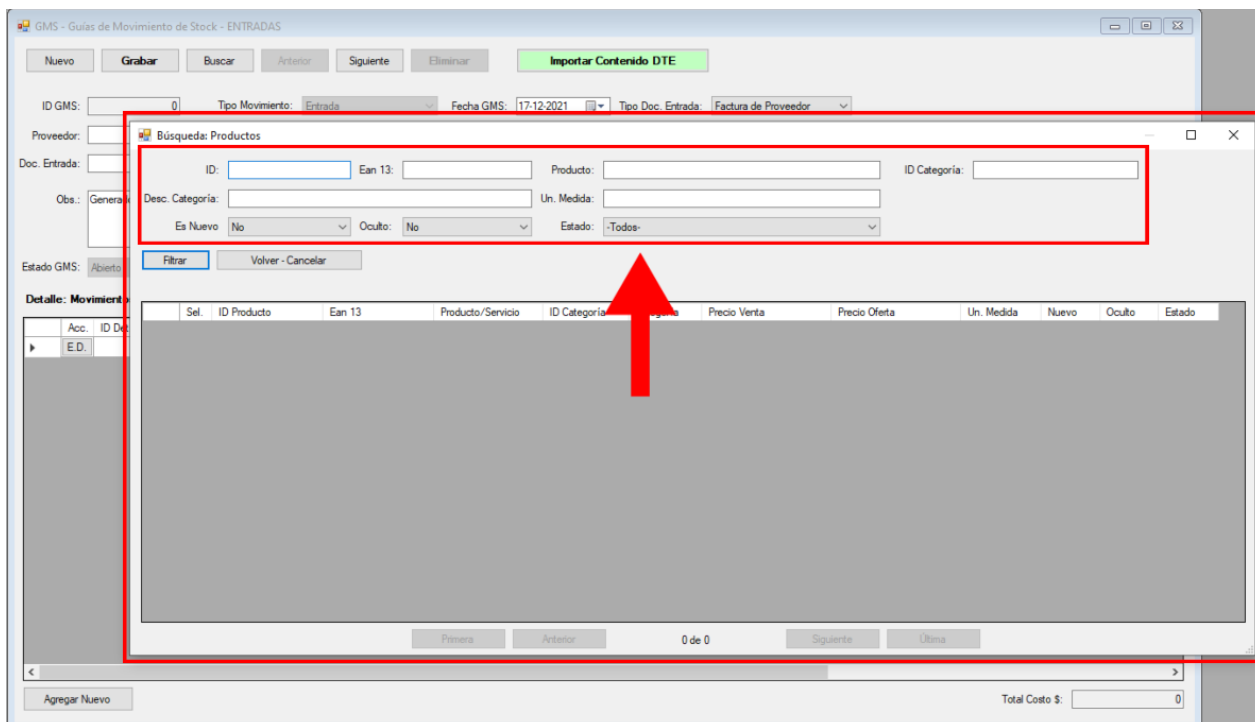 GMS - Guías de Movimiento de Stock - ENTRADAS
Nuevo Grabar Buscar Anterior Siguiente Eliminar Importar Contenido DTE
ID GMS: 0 Tipo Movimiento: Entrada Fecha GMS: 17-12-2021 Tipo Doc. Entrada: Factura de Proveedor
Proveedor:
Búsqueda: Productos
Doc. Entrada:
ID: Ean 13: Producto: ID Categoría:
Obs.:
Desc. Categoría: Un. Medida:
Es Nuevo No Oculto: No Estado: -Todos-
Estado GMS: Abierto
Filtrar Volver - Cancelar
Detalle: Movimiento
Sel. ID Producto Ean 13 Producto/Servicio ID Categoría Precio Venta Precio Oferta Un. Medida Nuevo Oculto Estado
Acc. ID
E.D.
Primera Anterior 0 de 0 Siguiente Última
Agregar Nuevo Total Costo $: 0